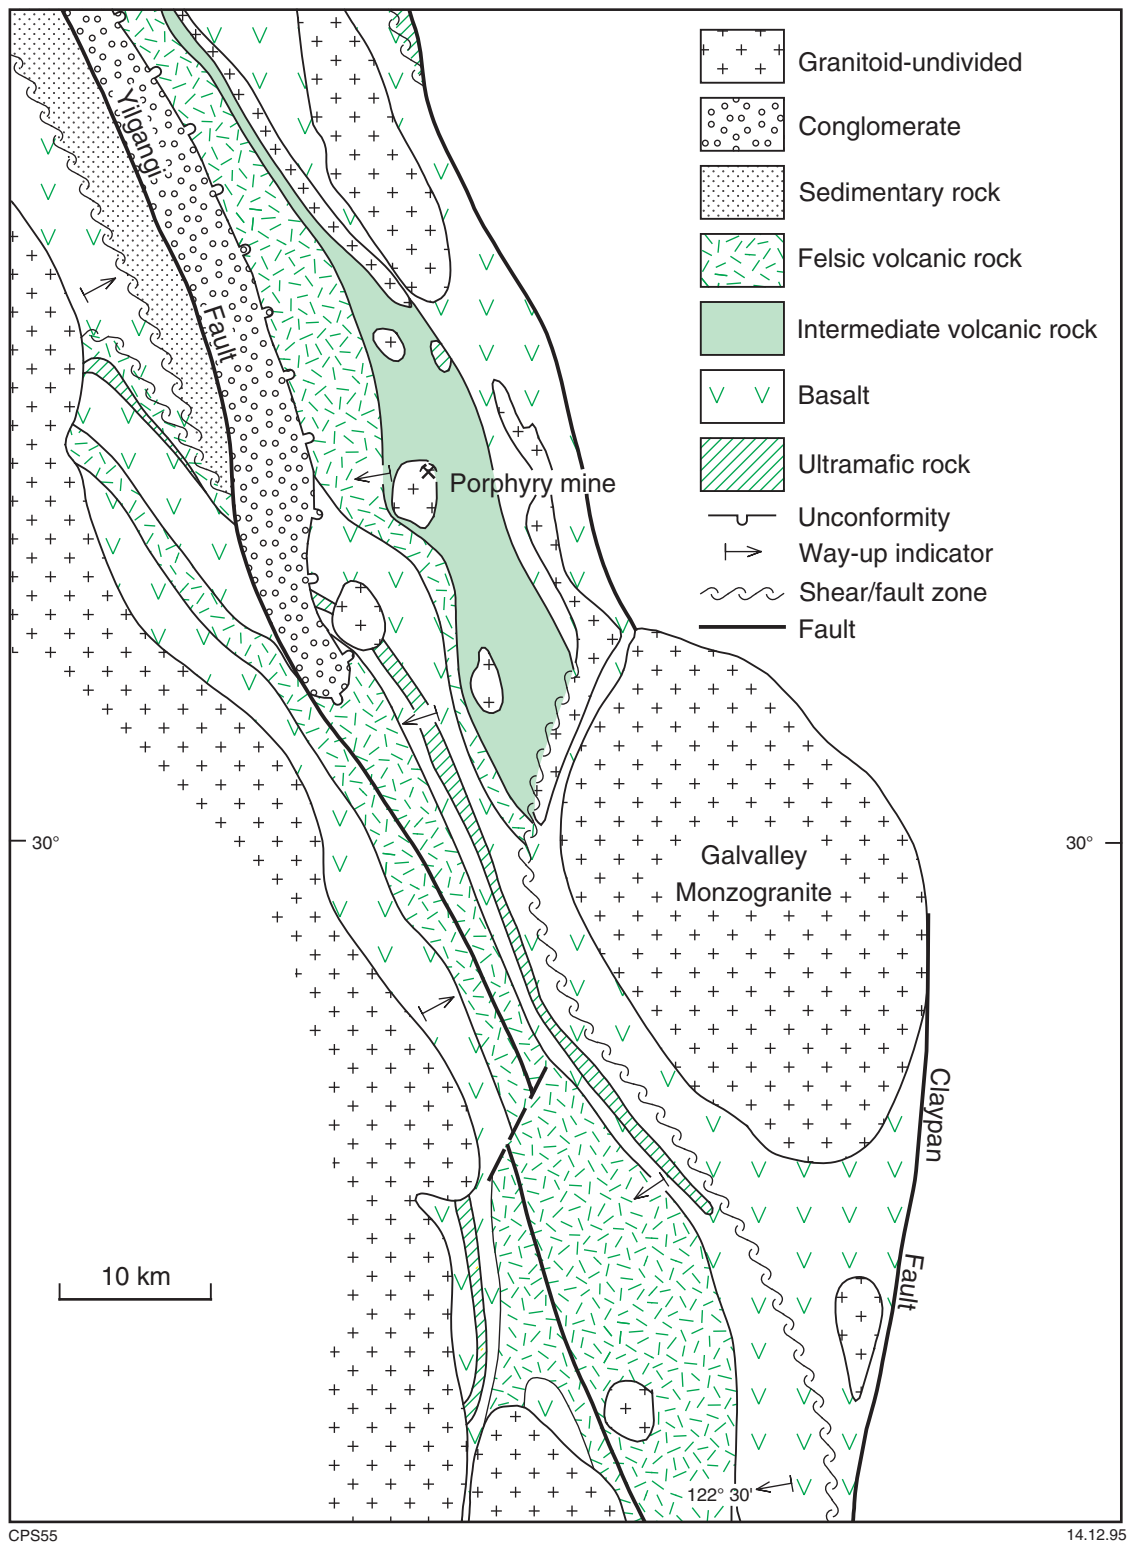 Granitoid-undivided
Conglomerate
Sedimentary rock
Felsic volcanic rock
Intermediate volcanic rock
Basalt
Ultramafic rock
Unconformity
Way-up indicator
Shear/fault zone
Fault
Yilgangi
Fault
Porphyry mine
30°
30°
Galvalley
Monzogranite
Claypan
Fault
10 km
122° 30'
CPS55
14.12.95